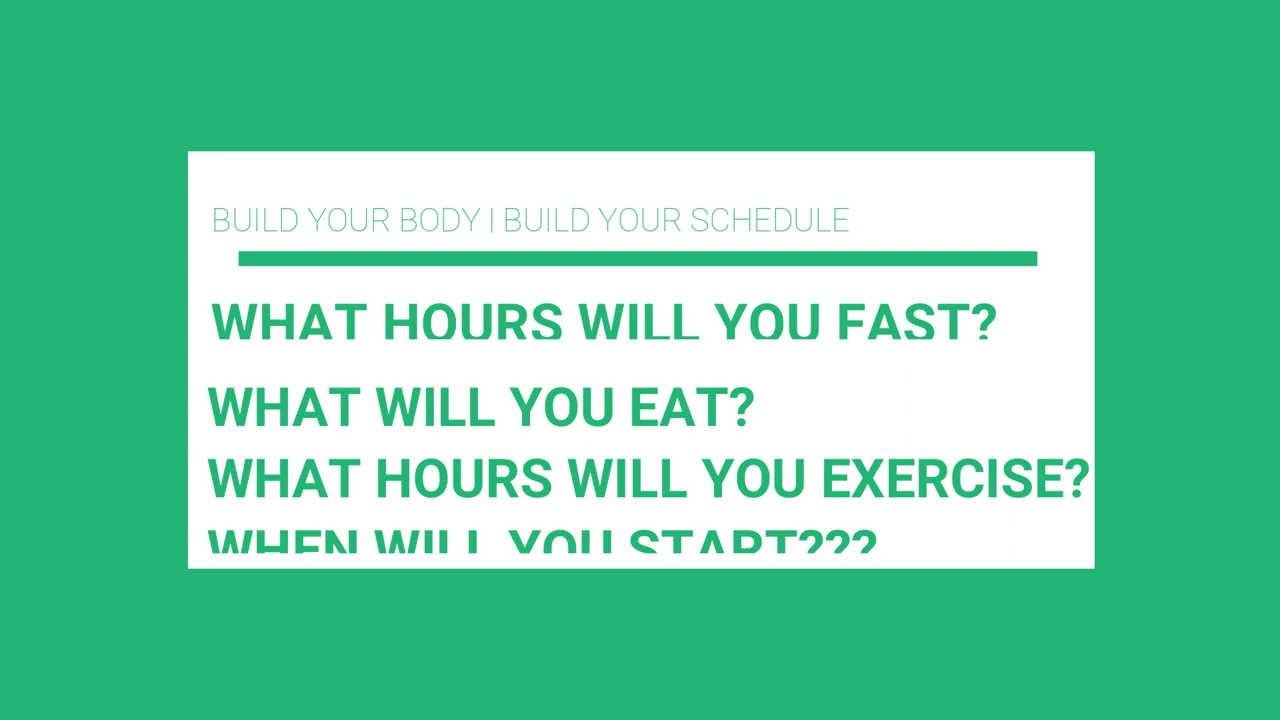 BUILD YOUR BODY | BUILD YOUR SCHEDULE
WHAT HOURS WILL YOU FAST?
WHAT WILL YOU EAT?
WHAT HOURS WILL YOU EXERCISE?
WHEN WILL YOU START???